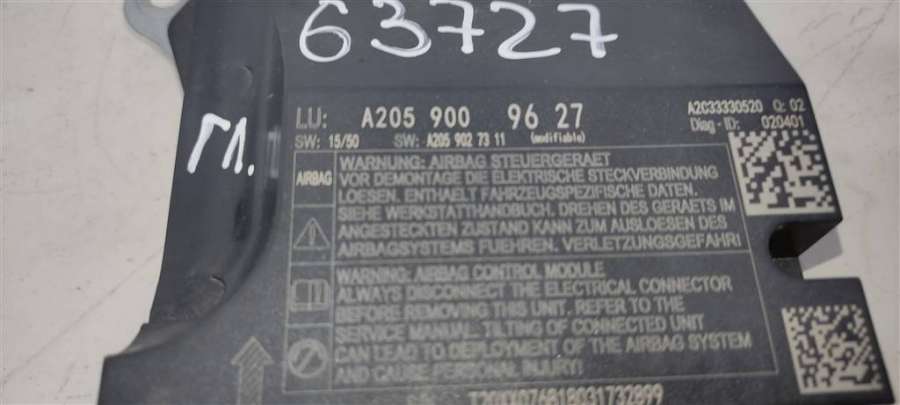 63727
ГЛ.
LU: A205 900 96 27
A2C33330520 Q: 02
SW: 15/50 SW: A205 902 73 11 (modifiable)
Diag-ID: 020401
AIRBAG
WARNUNG: AIRBAG STEUERGERAET
VOR DEMONTAGE DIE ELEKTRISCHE STECKVERBINDUNG
LOESEN. ENTHAELT FAHRZEUGSPEZIFISCHE DATEN.
SIEHE WERKSTATTHANDBUCH. DREHEN DES GERAETS IM
ANGESTECKTEN ZUSTAND KANN ZUM AUSLOESEN DES
AIRBAGSYSTEMS FUEHREN. VERLETZUNGSGEFAHR!
WARNING: AIRBAG CONTROL MODULE
ALWAYS DISCONNECT THE ELECTRICAL CONNECTOR
BEFORE REMOVING THIS UNIT. REFER TO THE
SERVICE MANUAL. TILTING OF CONNECTED UNIT
CAN LEAD TO DEPLOYMENT OF THE AIRBAG SYSTEM
AND CAUSE PERSONAL INJURY!